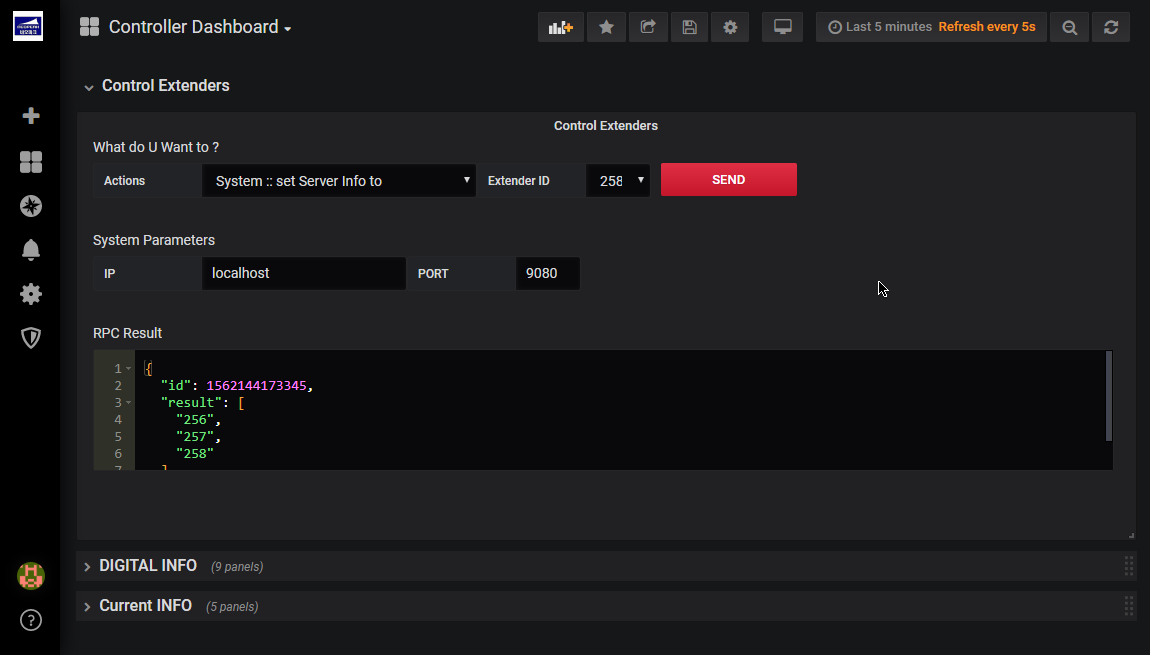 Controller Dashboard
Last 5 minutes Refresh every 5s
Control Extenders
Control Extenders
What do U Want to ?
Actions System :: set Server Info to Extender ID 258 SEND
System Parameters
IP localhost PORT 9080
RPC Result
1 {
2 "id": 1562144173345,
3 "result": [
4 "256",
5 "257",
6 "258"
7 ]
DIGITAL INFO (9 panels)
Current INFO (5 panels)
?